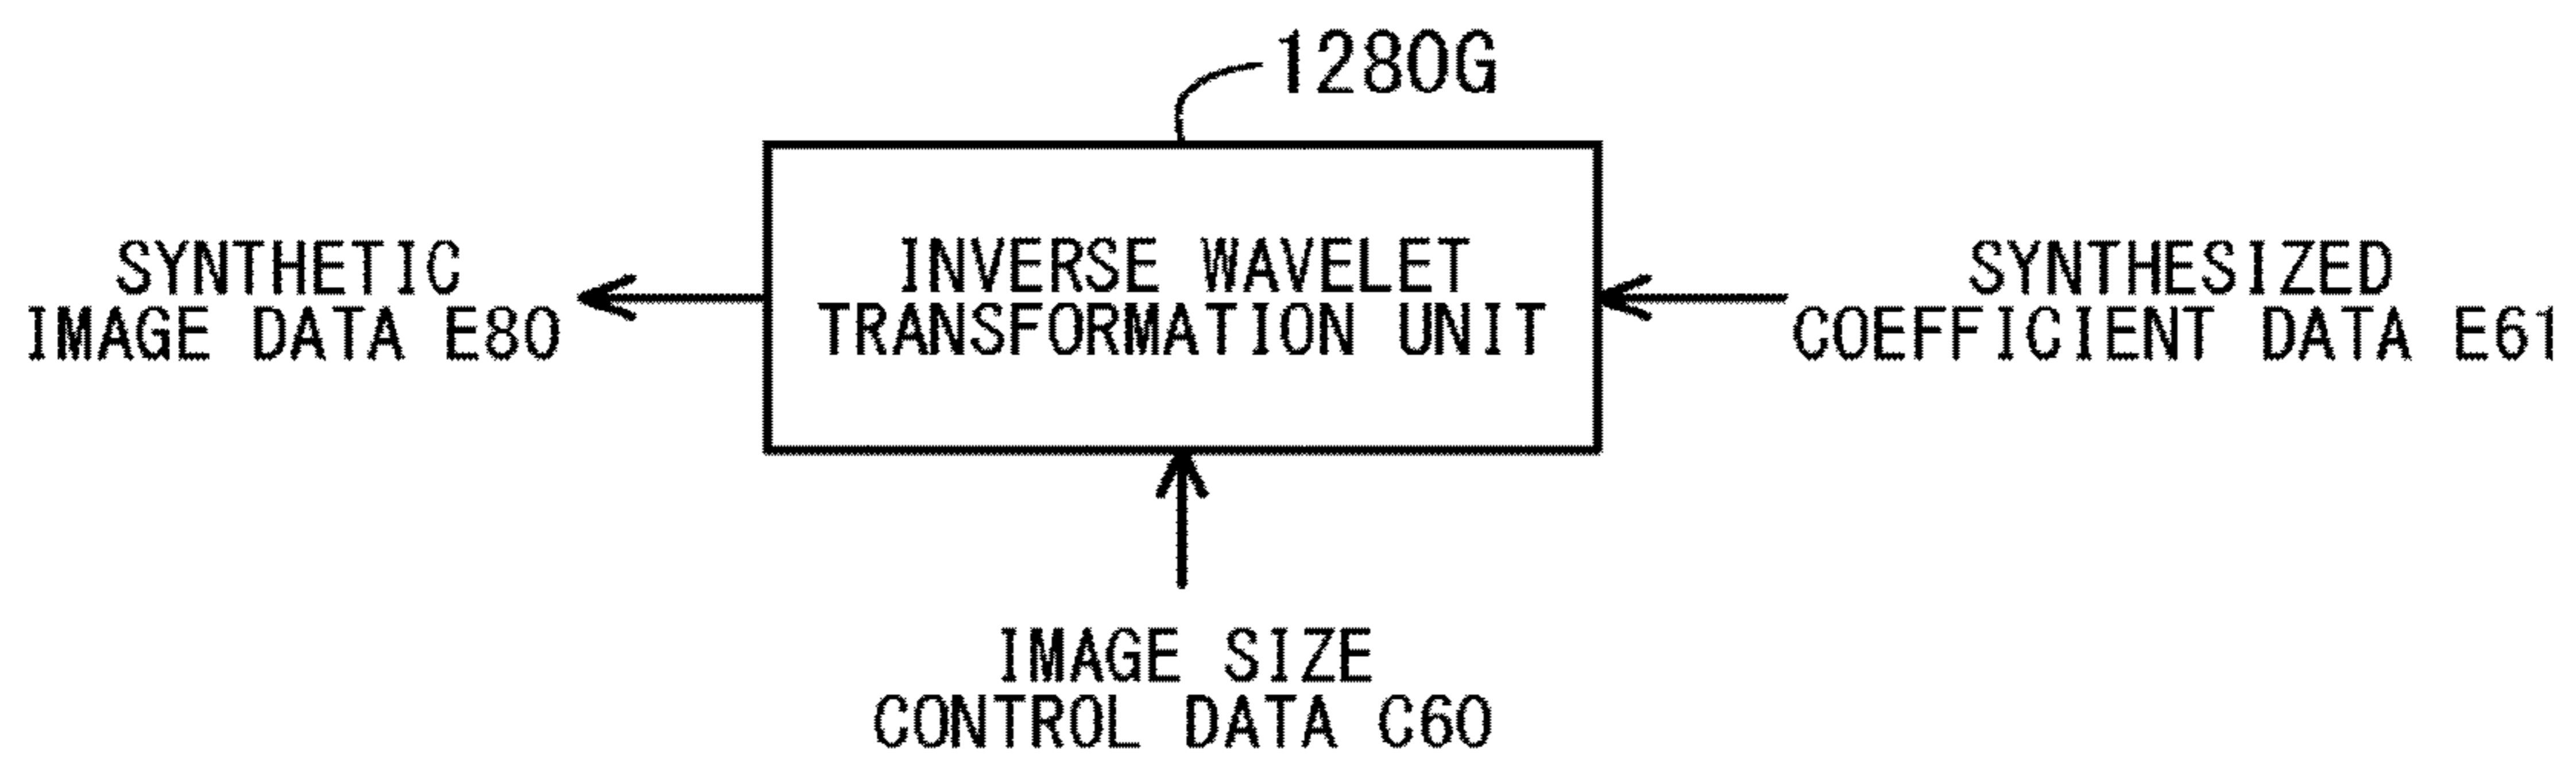 1280G
SYNTHETIC
IMAGE DATA E80
INVERSE WAVELET
TRANSFORMATION UNIT
SYNTHESIZED
COEFFICIENT DATA E61
IMAGE SIZE
CONTROL DATA C60